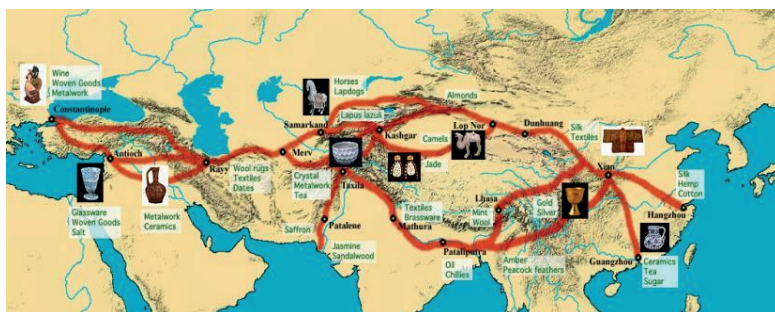 Wine
Woven Goods
Metalwork
Constantinople
Antioch
Glassware
Woven Goods
Salt
Metalwork
Ceramics
Rayy
Wool rugs
Textiles
Dates
Merv
Samarkand
Horses
Lapdogs
Lapus lazuli
Kashgar
Almonds
Lop Nor
Dunhuang
Camels
Jade
Crystal
Metalwork
Tea
Taxila
Saffron
Patalene
Jasmine
Sandalwood
Textiles
Brassware
Mathura
Pataliputra
Oil
Chillies
Lhasa
Mint
Wool
Gold
Silver
Amber
Peacock feathers
Silk
Textiles
Xian
Silk
Hemp
Cotton
Hangzhou
Guangzhou
Ceramics
Tea
Sugar